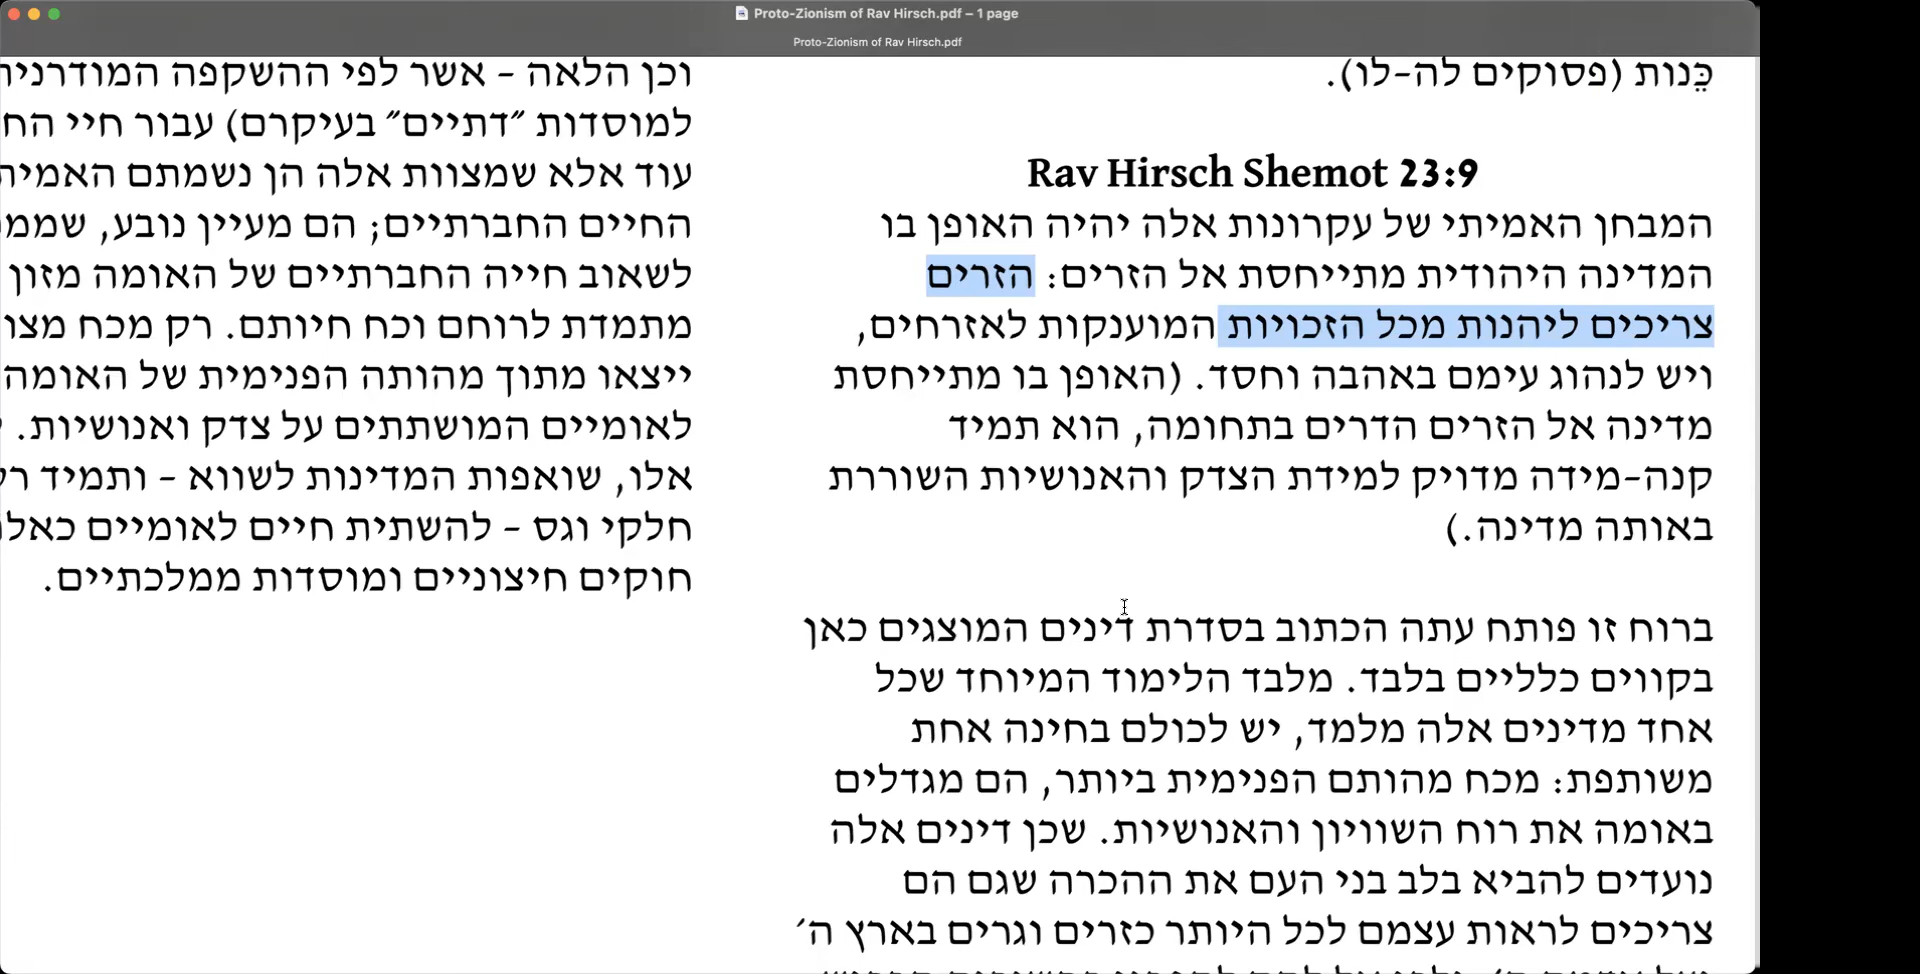 Proto-Zionism of Rav Hirsch.pdf – 1 page
Proto-Zionism of Rav Hirsch.pdf
כֵּנות (פסוקים לה-לו).
Rav Hirsch Shemot 23:9
המבחן האמיתי של עקרונות אלה יהיה האופן בו
המדינה היהודית מתייחסת אל הזרים: הזרים
צריכים ליהנות מכל הזכויות המוענקות לאזרחים,
ויש לנהוג עימם באהבה וחסד. (האופן בו מתייחסת
מדינה אל הזרים הדרים בתחומה, הוא תמיד
קנה-מידה מדויק למידת הצדק והאנושיות השוררת
באותה מדינה.)
ברוח זו פותח עתה הכתוב בסדרת דינים המוצגים כאן
בקווים כלליים בלבד. מלבד הלימוד המיוחד שכל
אחד מדינים אלה מלמד, יש לכולם בחינה אחת
משותפת: מכח מהותם הפנימית ביותר, הם מגדלים
באומה את רוח השוויון והאנושיות. שכן דינים אלה
נועדים להביא בלב בני העם את ההכרה שגם הם
צריכים לראות עצמם לכל היותר כזרים וגרים בארץ ה׳
וכן הלאה – אשר לפי ההשקפה המודרנית
למוסדות ״דתיים״ בעיקרם) עבור חיי
עוד אלא שמצוות אלה הן נשמתם
החיים החברתיים; הם מעיין נובע,
לשאוב חייה החברתיים של האומה מזון
מתמדת לרוחם וכח חיותם. רק מכח
ייצאו מתוך מהותה הפנימית של האומה
לאומיים המושתתים על צדק ואנושיות.
אלו, שואפות המדינות לשווא – ותמיד
חלקי וגס – להשתית חיים לאומיים
חוקים חיצוניים ומוסדות ממלכתיים.